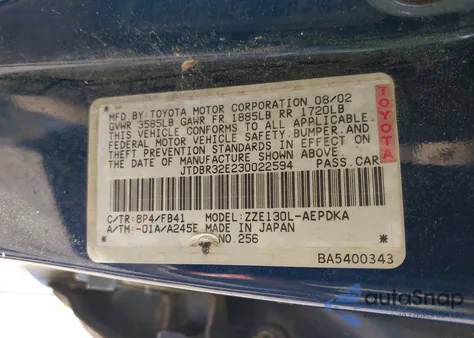 MFD BY TOYOTA MOTOR CORPORATION 08/02
GVWR 3585LB GAWR FR 1885LB RR 1720LB
THIS VEHICLE CONFORMS TO ALL APPLICABLE
FEDERAL MOTOR VEHICLE SAFETY, BUMPER, AND
THEFT PREVENTION STANDARDS IN EFFECT ON
THE DATE OF MANUFACTURE SHOWN ABOVE.
JTDBR32E230022594 PASS. CAR
TOYOTA
C/TR: 8P4/FB41 MODEL: ZZE130L-AEPDKA
A/TM: -01A/A245E MADE IN JAPAN
NO. 256
BA5400343
autoSnap